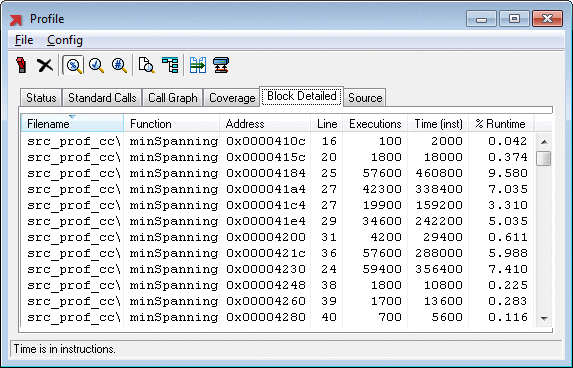 Profile
File Config
Status Standard Calls Call Graph Coverage Block Detailed Source
Filename Function Address Line Executions Time (inst) % Runtime
src_prof_cc\ minSpanning 0x0000410c 16 100 2000 0.042
src_prof_cc\ minSpanning 0x0000415c 20 1800 18000 0.374
src_prof_cc\ minSpanning 0x00004184 25 57600 460800 9.580
src_prof_cc\ minSpanning 0x000041a4 27 42300 338400 7.035
src_prof_cc\ minSpanning 0x000041c4 27 19900 159200 3.310
src_prof_cc\ minSpanning 0x000041e4 29 34600 242200 5.035
src_prof_cc\ minSpanning 0x00004200 31 4200 29400 0.611
src_prof_cc\ minSpanning 0x0000421c 36 57600 288000 5.988
src_prof_cc\ minSpanning 0x00004230 24 59400 356400 7.410
src_prof_cc\ minSpanning 0x00004248 38 1800 10800 0.225
src_prof_cc\ minSpanning 0x00004260 39 1700 13600 0.283
src_prof_cc\ minSpanning 0x00004280 40 700 5600 0.116
Time is in instructions.